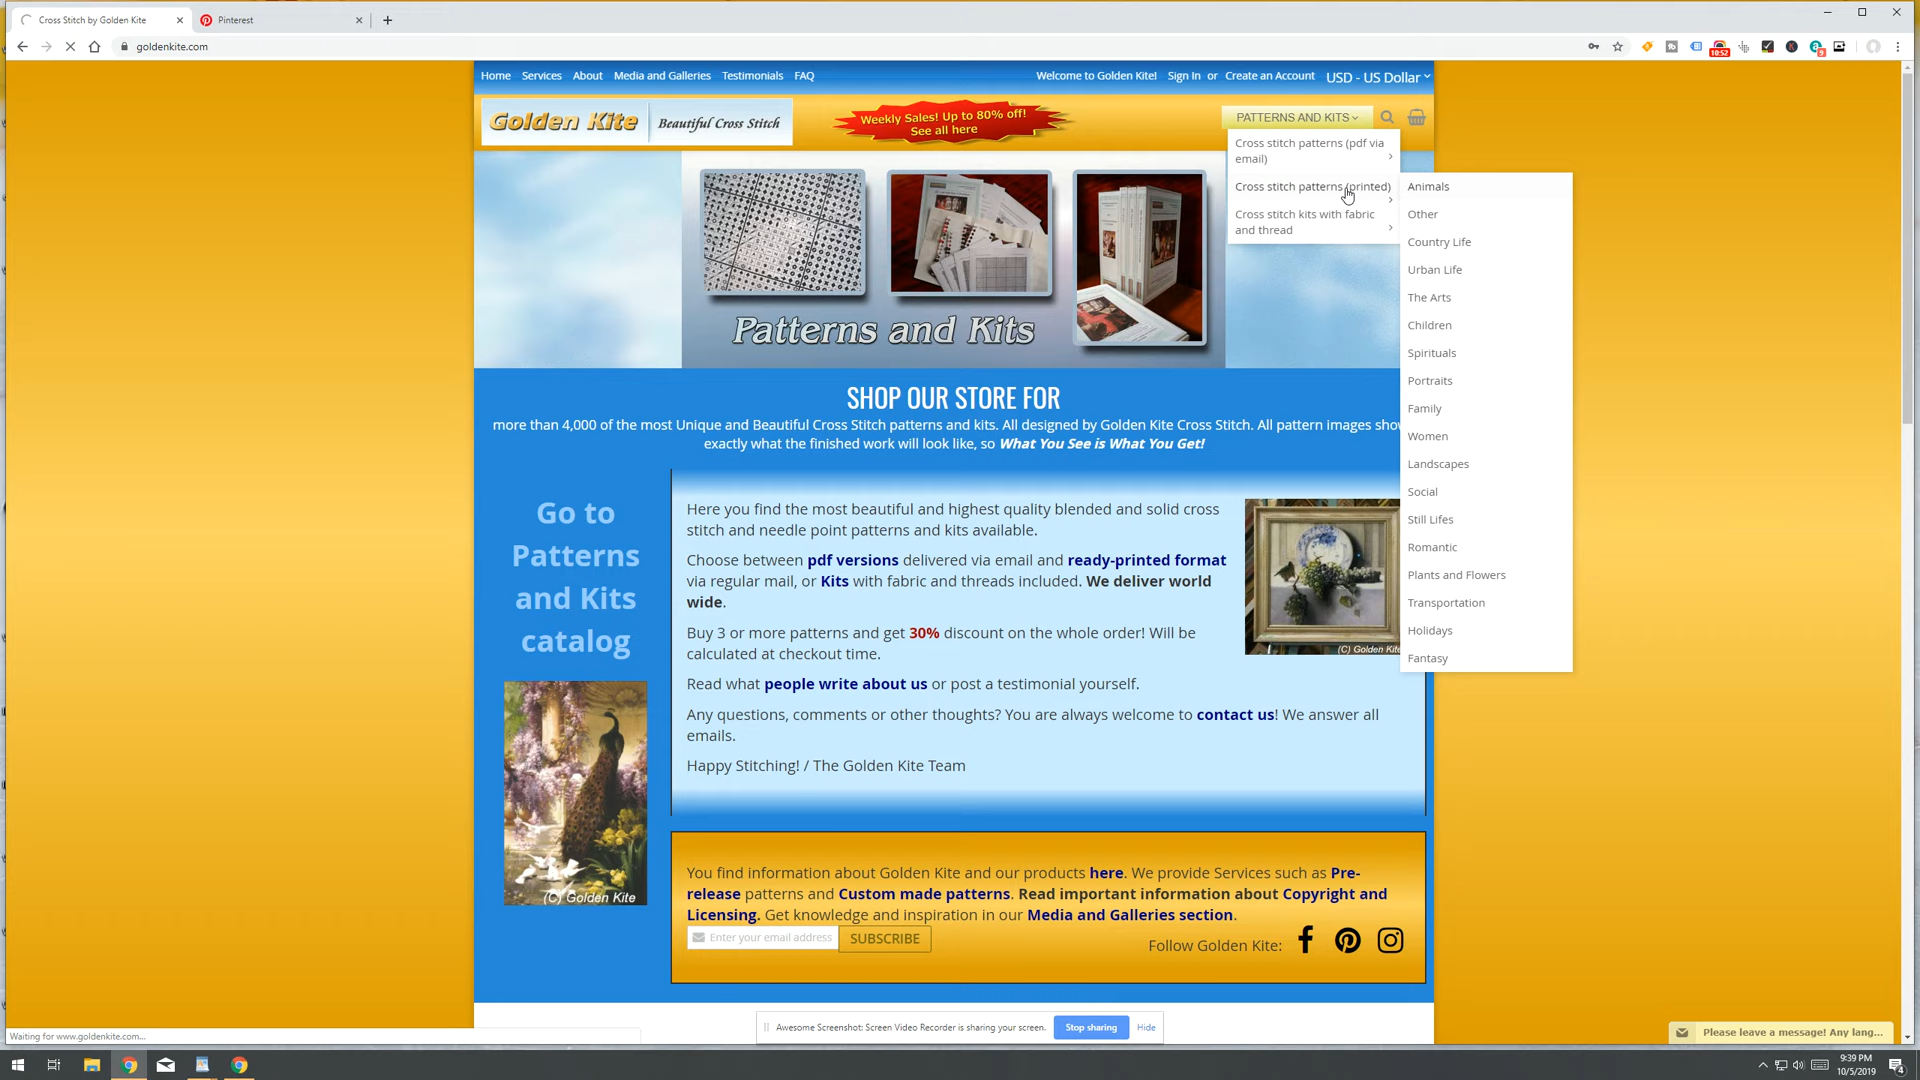 Cross Stitch by Golden Kite
Pinterest
goldenkite.com
10:52
9
Home Services About Media and Galleries Testimonials FAQ
Welcome to Golden Kite! Sign In or Create an Account USD - US Dollar
Golden Kite Beautiful Cross Stitch
Weekly Sales! Up to 80% off!
See all here
PATTERNS AND KITS
Cross stitch patterns (pdf via
email)
Cross stitch patterns (printed)
Cross stitch kits with fabric
and thread
Animals
Other
Country Life
Urban Life
The Arts
Children
Spirituals
Portraits
Family
Women
Landscapes
Social
Still Lifes
Romantic
Plants and Flowers
Transportation
Holidays
Fantasy
Patterns and Kits
SHOP OUR STORE FOR
more than 4,000 of the most Unique and Beautiful Cross Stitch patterns and kits. All designed by Golden Kite Cross Stitch. All pattern images show
exactly what the finished work will look like, so What You See is What You Get!
Go to
Patterns
and Kits
catalog
(C) Golden Kite
Here you find the most beautiful and highest quality blended and solid cross
stitch and needle point patterns and kits available.
Choose between pdf versions delivered via email and ready-printed format
via regular mail, or Kits with fabric and threads included. We deliver world
wide.
Buy 3 or more patterns and get 30% discount on the whole order! Will be
calculated at checkout time.
Read what people write about us or post a testimonial yourself.
Any questions, comments or other thoughts? You are always welcome to contact us! We answer all
emails.
Happy Stitching! / The Golden Kite Team
(C) Golden Kite
You find information about Golden Kite and our products here. We provide Services such as Pre-
release patterns and Custom made patterns. Read important information about Copyright and
Licensing. Get knowledge and inspiration in our Media and Galleries section.
Enter your email address SUBSCRIBE
Follow Golden Kite:
Waiting for www.goldenkite.com...
Awesome Screenshot: Screen Video Recorder is sharing your screen. Stop sharing Hide
Please leave a message! Any lang...
9:39 PM
10/5/2019
4